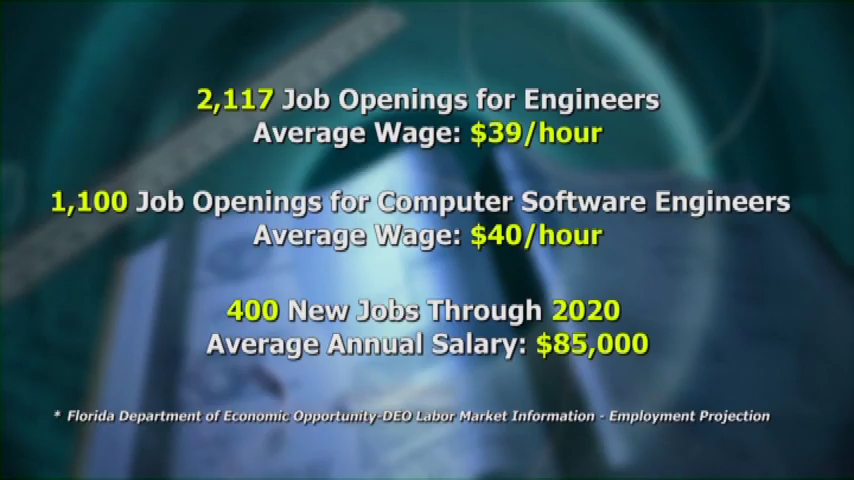 2,117 Job Openings for Engineers
Average Wage: $39/hour
1,100 Job Openings for Computer Software Engineers
Average Wage: $40/hour
400 New Jobs Through 2020
Average Annual Salary: $85,000
* Florida Department of Economic Opportunity-DEO Labor Market Information - Employment Projection